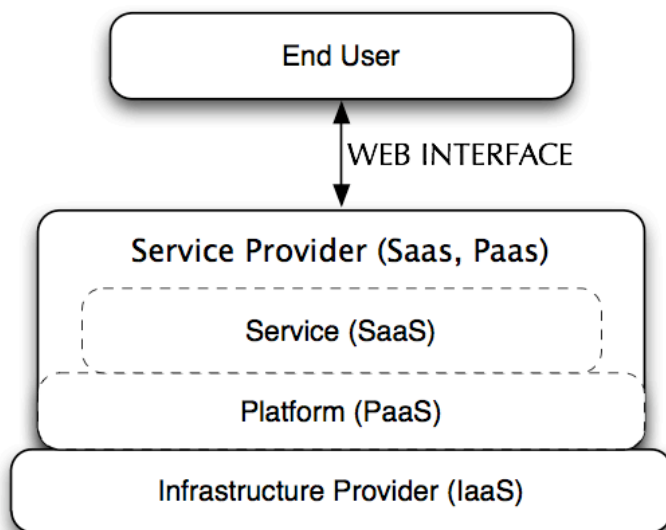 End User
WEB INTERFACE
Service Provider (Saas, Paas)
Service (SaaS)
Platform (PaaS)
Infrastructure Provider (IaaS)